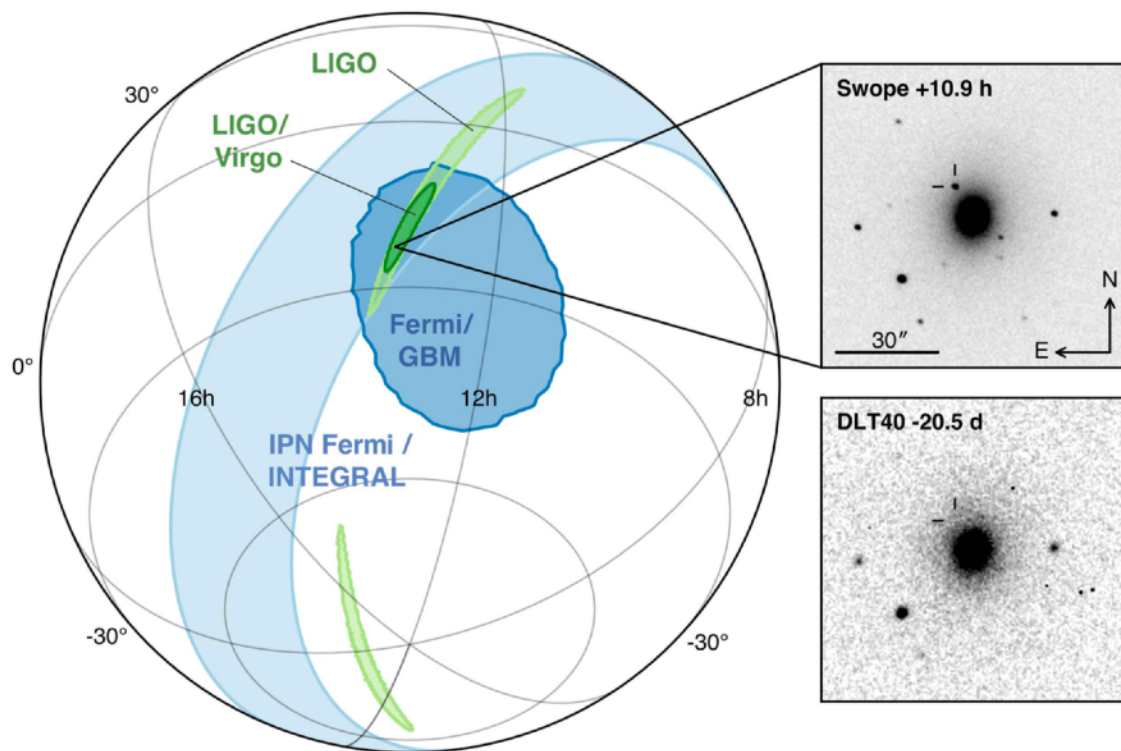 LIGO
30°
LIGO/
Virgo
Fermi/
GBM
0°
16h
12h
8h
IPN Fermi /
INTEGRAL
-30°
-30°
Swope +10.9 h
N
30″
E
DLT40 -20.5 d